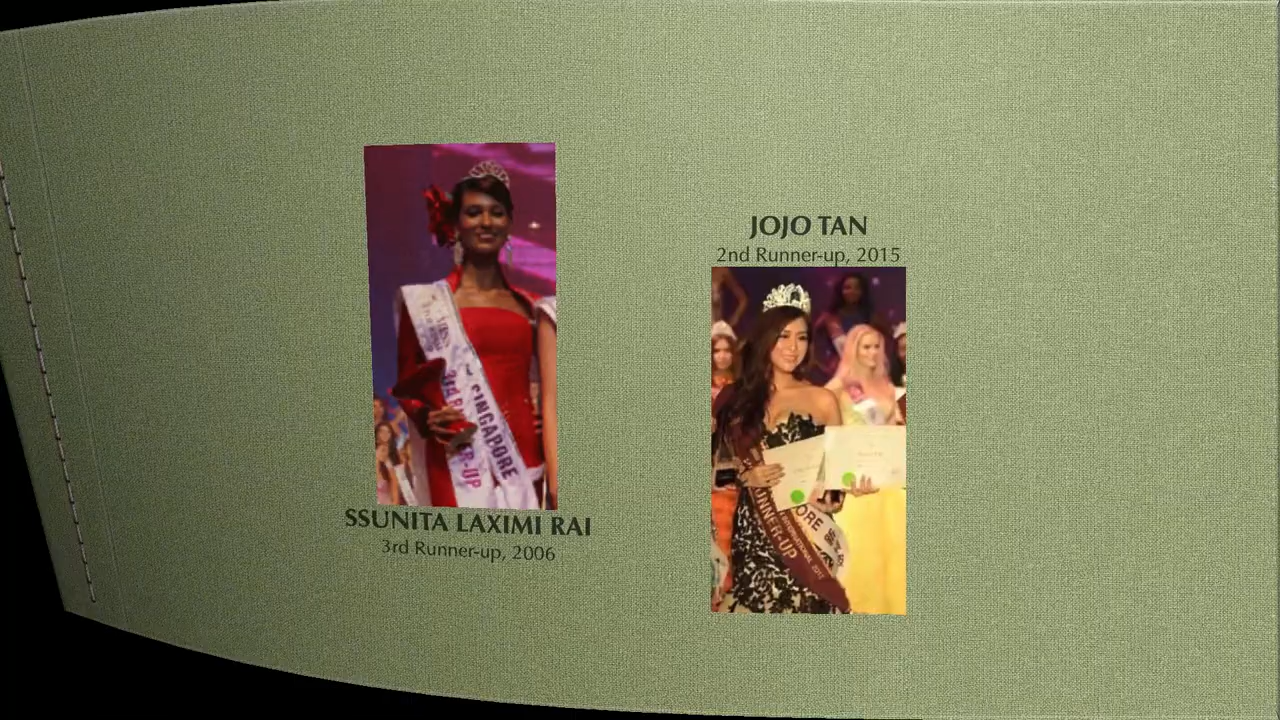 SSUNITA LAXIMI RAI
3rd Runner-up, 2006
SINGAPORE
JOJO TAN
2nd Runner-up, 2015
RUNNER-UP